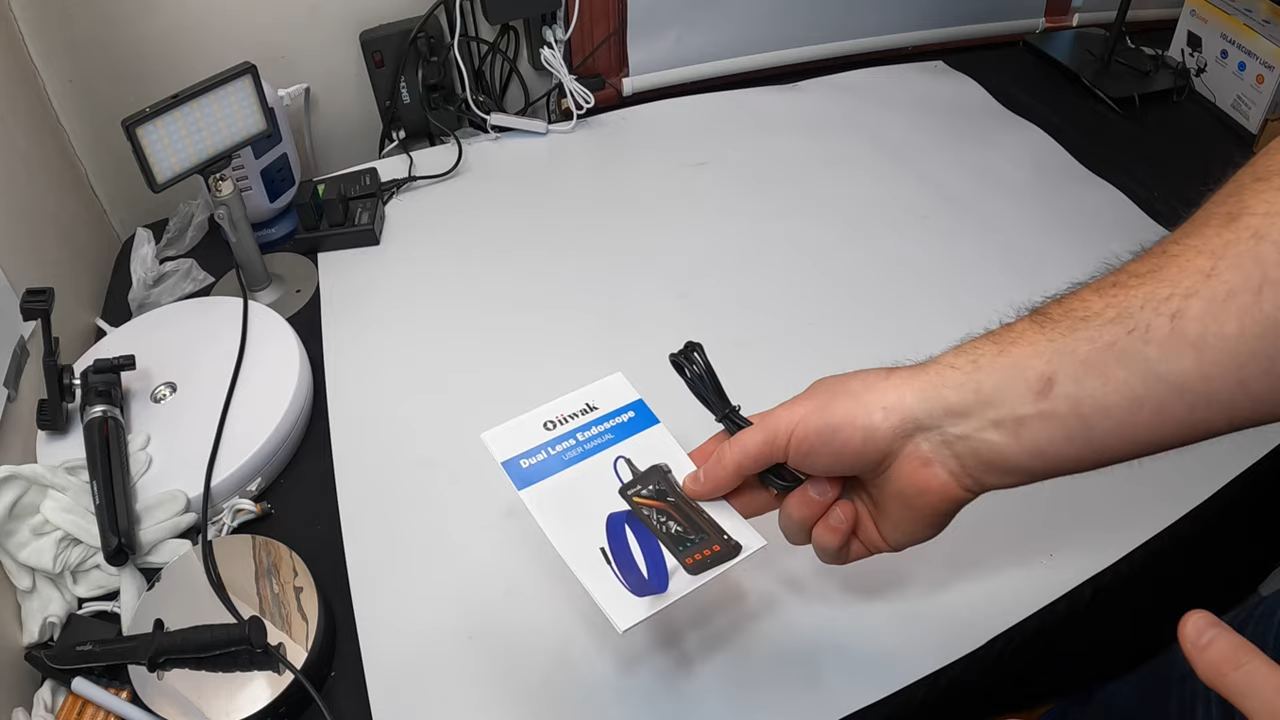 SOLAR SECURITY LIGHT
Oiiwak
Dual Lens Endoscope
USER MANUAL